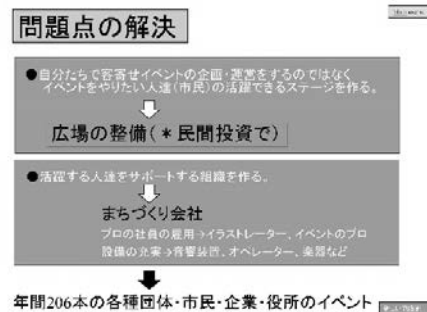 問題点の解決
●自分たちで客寄せイベントの企画・運営をするのではなく
イベントをやりたい人達(市民)の活躍できるステージを作る。
広場の整備(*民間投資で)
●活躍する人達をサポートする組織を作る。
まちづくり会社
プロの社員の雇用→イラストレーター、イベントのプロ
設備の充実→音響装置、オペレーター、楽器など
年間206本の各種団体・市民・企業・役所のイベント